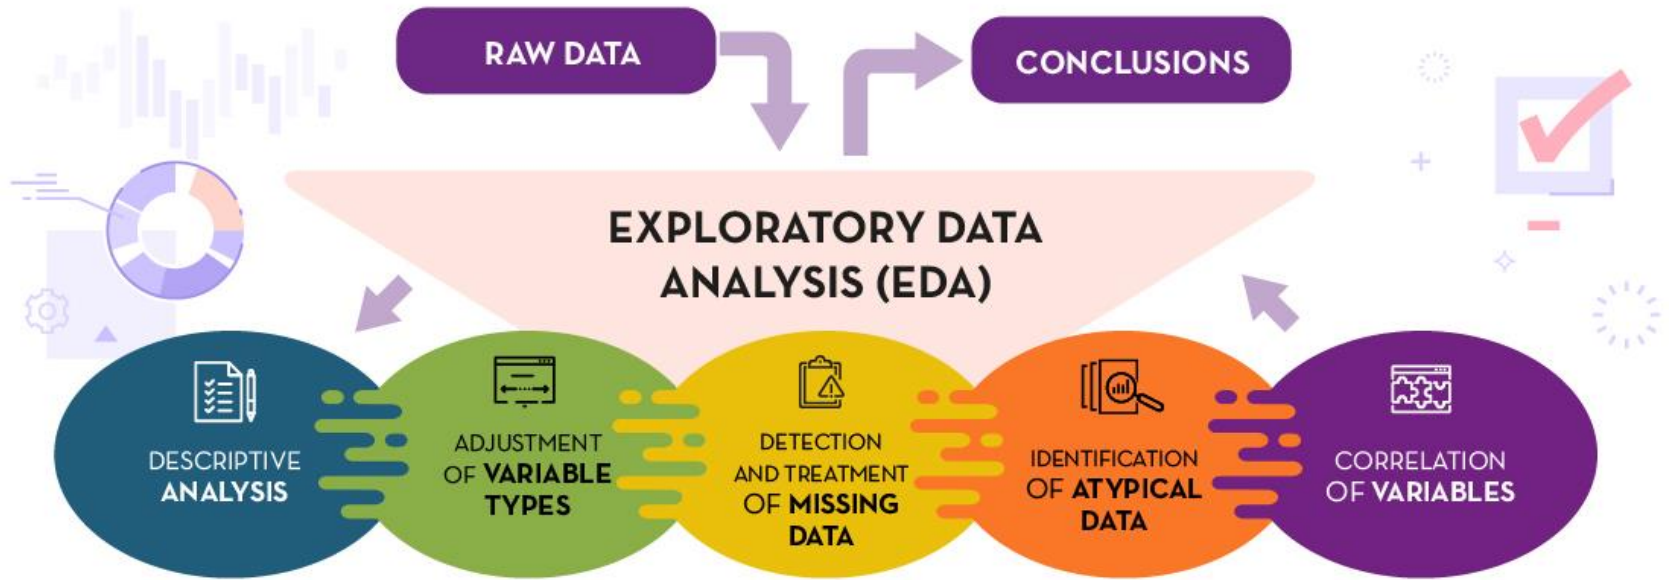 RAW DATA
CONCLUSIONS
EXPLORATORY DATA
ANALYSIS (EDA)
DESCRIPTIVE
ANALYSIS
ADJUSTMENT
OF VARIABLE
TYPES
DETECTION
AND TREATMENT
OF MISSING
DATA
IDENTIFICATION
OF ATYPICAL
DATA
CORRELATION
OF VARIABLES